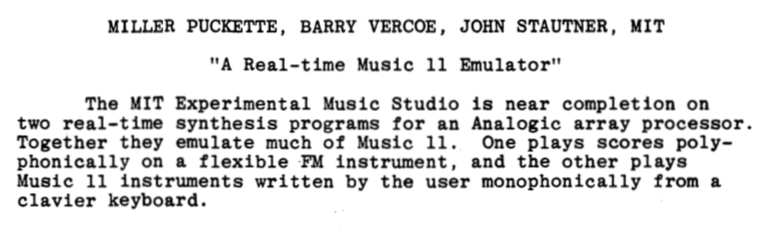 MILLER PUCKETTE, BARRY VERCOE, JOHN STAUTNER, MIT
"A Real-time Music 11 Emulator"
The MIT Experimental Music Studio is near completion on
two real-time synthesis programs for an Analogic array processor.
Together they emulate much of Music 11. One plays scores poly-
phonically on a flexible FM instrument, and the other plays
Music 11 instruments written by the user monophonically from a
clavier keyboard.